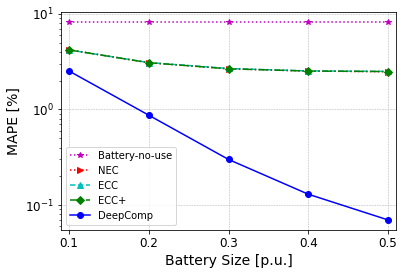 10¹
10⁰
10⁻¹
MAPE [%]
Battery-no-use
NEC
ECC
ECC+
DeepComp
0.1 0.2 0.3 0.4 0.5
Battery Size [p.u.]